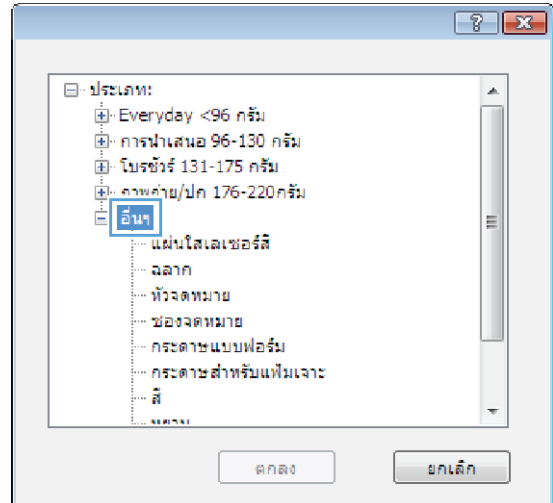 ประเภท:
Everyday <96 กรัม
การนำเสนอ 96-130 กรัม
โบรชัวร์ 131-175 กรัม
ภาพถ่าย/ปก 176-220กรัม
อื่นๆ
แผ่นใสเลเซอร์สี
ฉลาก
หัวจดหมาย
ซองจดหมาย
กระดาษแบบฟอร์ม
กระดาษสำหรับแฟ้มเจาะ
สี
ตกลง ยกเลิก